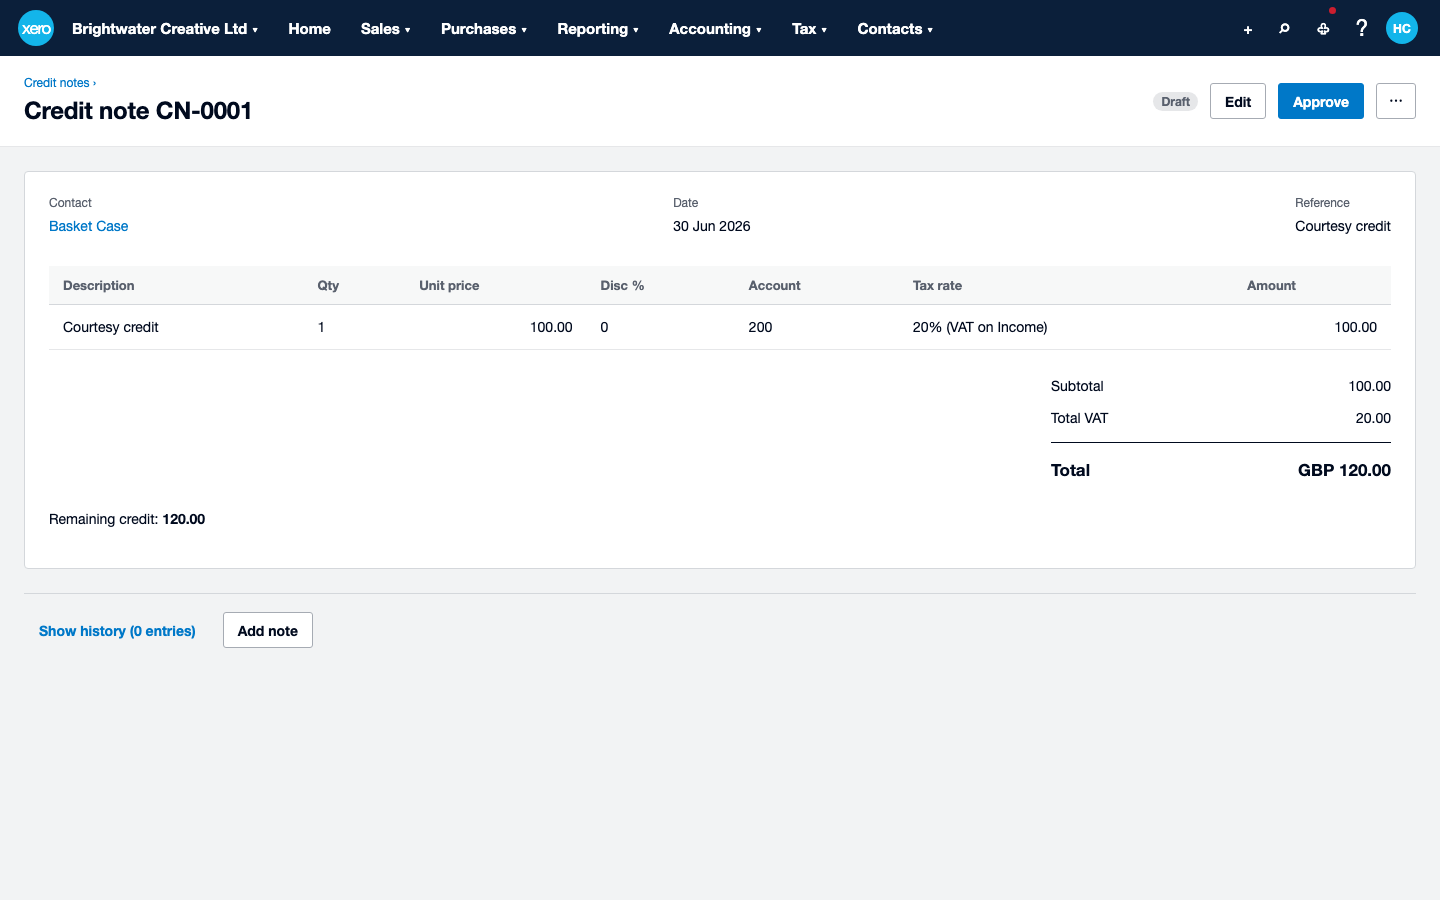 xero Brightwater Creative Ltd ▾ Home Sales ▾ Purchases ▾ Reporting ▾ Accounting ▾ Tax ▾ Contacts ▾ + ? HC
Credit notes ›
Credit note CN-0001
Draft Edit Approve ···
Contact Date Reference
Basket Case 30 Jun 2026 Courtesy credit
Description Qty Unit price Disc % Account Tax rate Amount
Courtesy credit 1 100.00 0 200 20% (VAT on Income) 100.00
Subtotal 100.00
Total VAT 20.00
Total GBP 120.00
Remaining credit: 120.00
Show history (0 entries) Add note